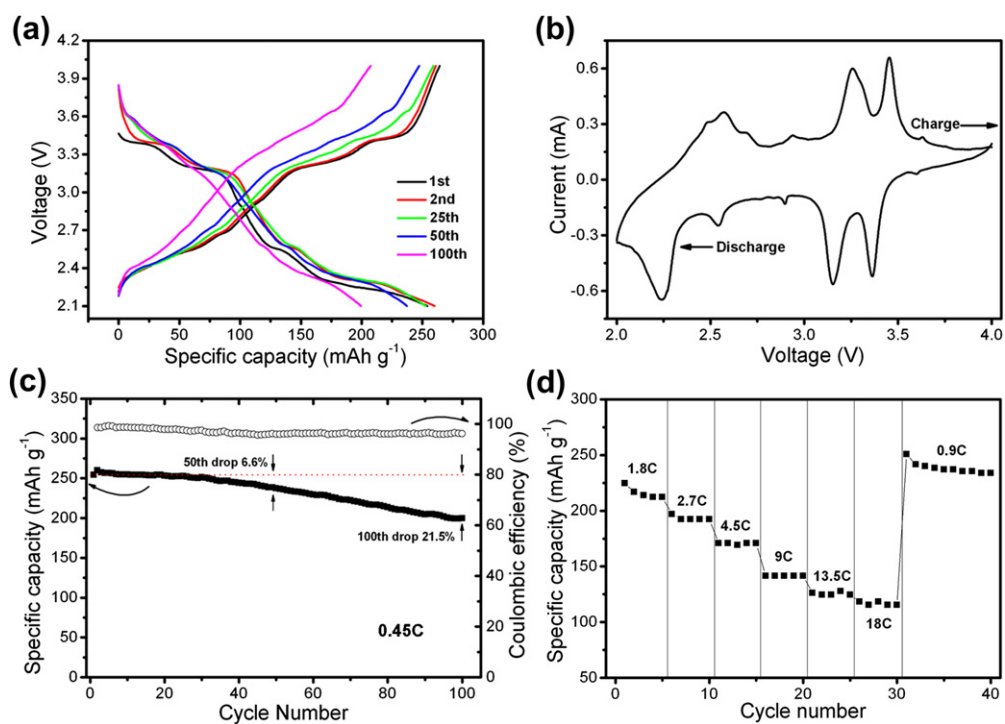 (a)
4.2
3.9
3.6
3.3
3.0
2.7
2.4
2.1
Voltage (V)
1st
2nd
25th
50th
100th
0 50 100 150 200 250 300
Specific capacity (mAh g⁻¹)
(b)
0.6
0.3
0.0
-0.3
-0.6
Current (mA)
Charge
Discharge
2.0 2.5 3.0 3.5 4.0
Voltage (V)
(c)
350
300
250
200
150
100
50
0
Specific capacity (mAh g⁻¹)
50th drop 6.6%
100th drop 21.5%
0.45C
100
80
60
40
20
0
Coulombic efficiency (%)
0 20 40 60 80 100
Cycle Number
(d)
300
250
200
150
100
50
Specific capacity (mAh g⁻¹)
1.8C
2.7C
4.5C
9C
13.5C
18C
0.9C
0 10 20 30 40
Cycle number